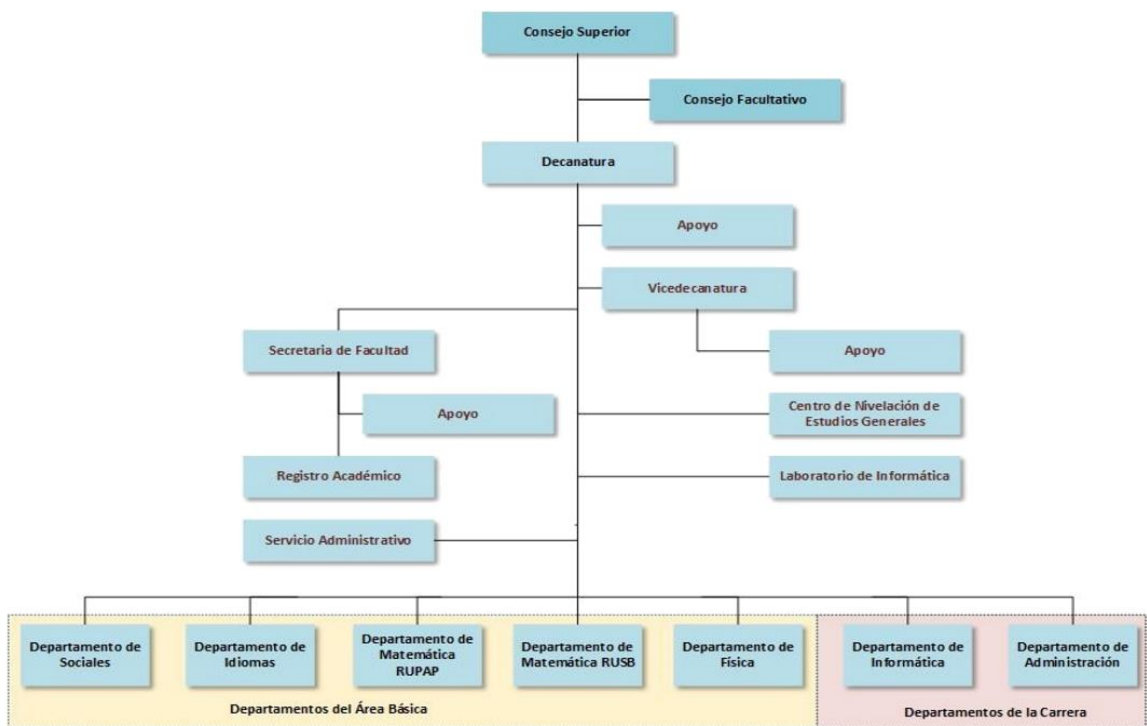 Consejo Superior
Consejo Facultativo
Decanatura
Apoyo
Vicedecanatura
Secretaria de Facultad
Apoyo
Apoyo
Centro de Nivelación de
Estudios Generales
Registro Académico
Laboratorio de Informática
Servicio Administrativo
Departamento de
Sociales
Departamento de
Idiomas
Departamento de
Matemática
RUPAP
Departamento de
Matemática RUSB
Departamento de
Física
Departamento de
Informática
Departamento de
Administración
Departamentos del Área Básica
Departamentos de la Carrera